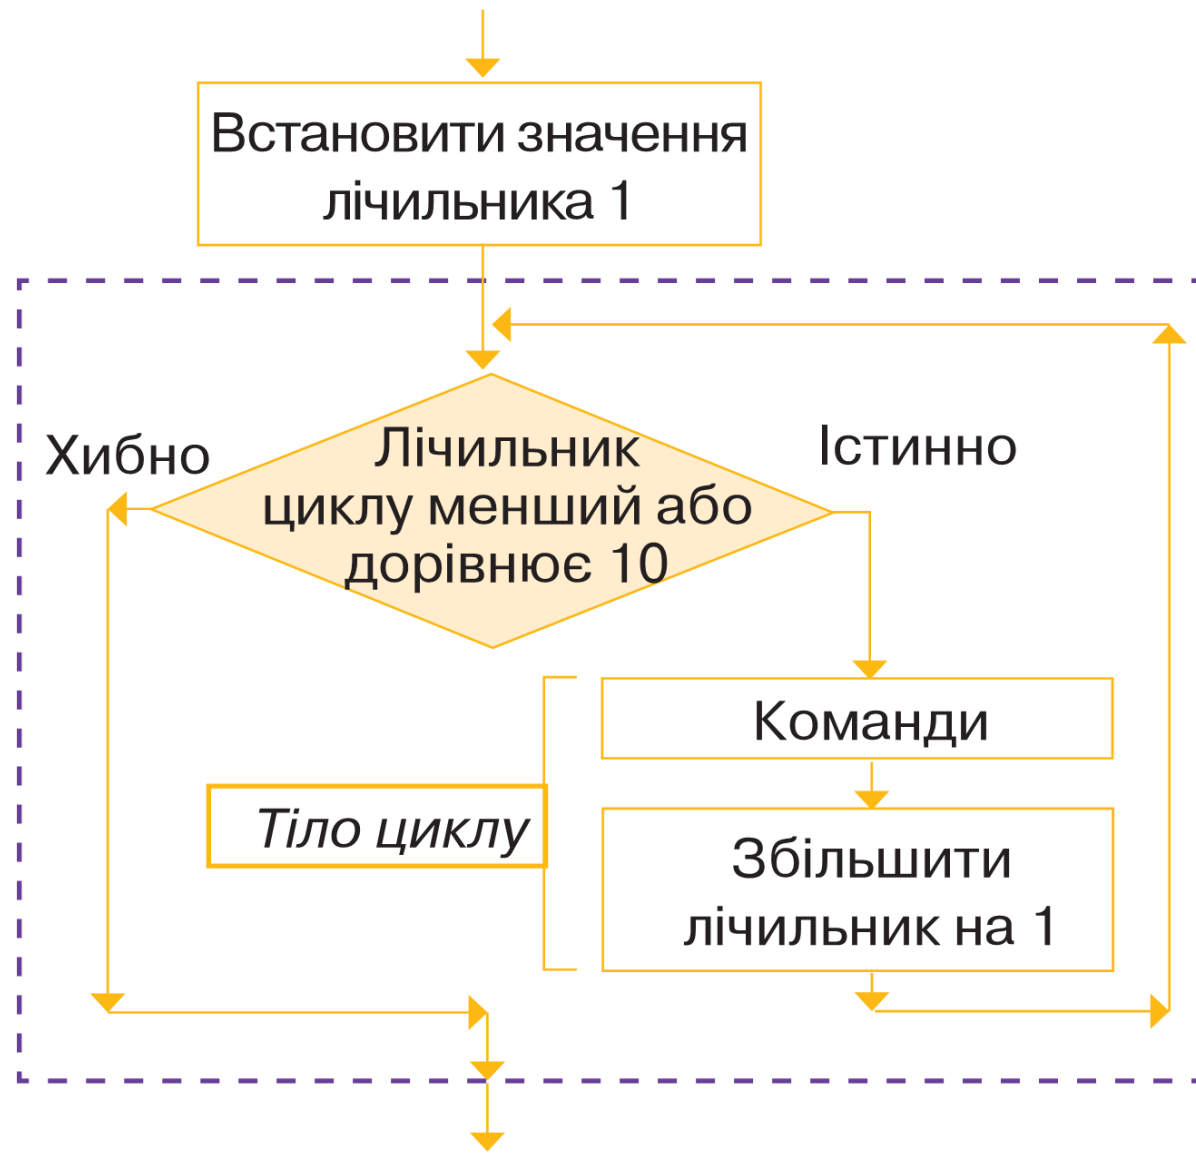 Встановити значення
лічильника 1
Хибно
Істинно
Лічильник
циклу менший або
дорівнює 10
Команди
Тіло циклу
Збільшити
лічильник на 1